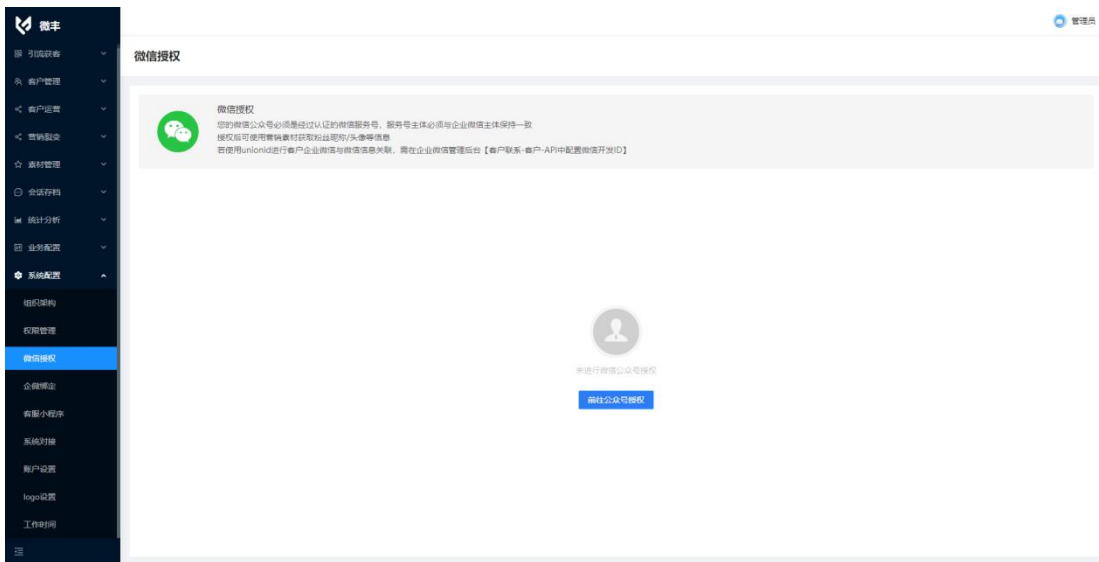 微丰
管理员
引流获客
客户管理
客户运营
营销裂变
素材管理
会话存档
统计分析
业务配置
系统配置
组织架构
权限管理
微信授权
企微绑定
客服小程序
系统对接
账户设置
logo设置
工作时间
微信授权
微信授权
您的微信公众号必须是经过认证的微信服务号，服务号主体必须与企业微信主体保持一致
授权后可使用营销素材获取粉丝昵称/头像等信息
若使用unionid进行客户企业微信与微信信息关联，需在企业微信管理后台【客户联系-客户-API中配置微信开发ID】
未进行微信公众号授权
前往公众号授权